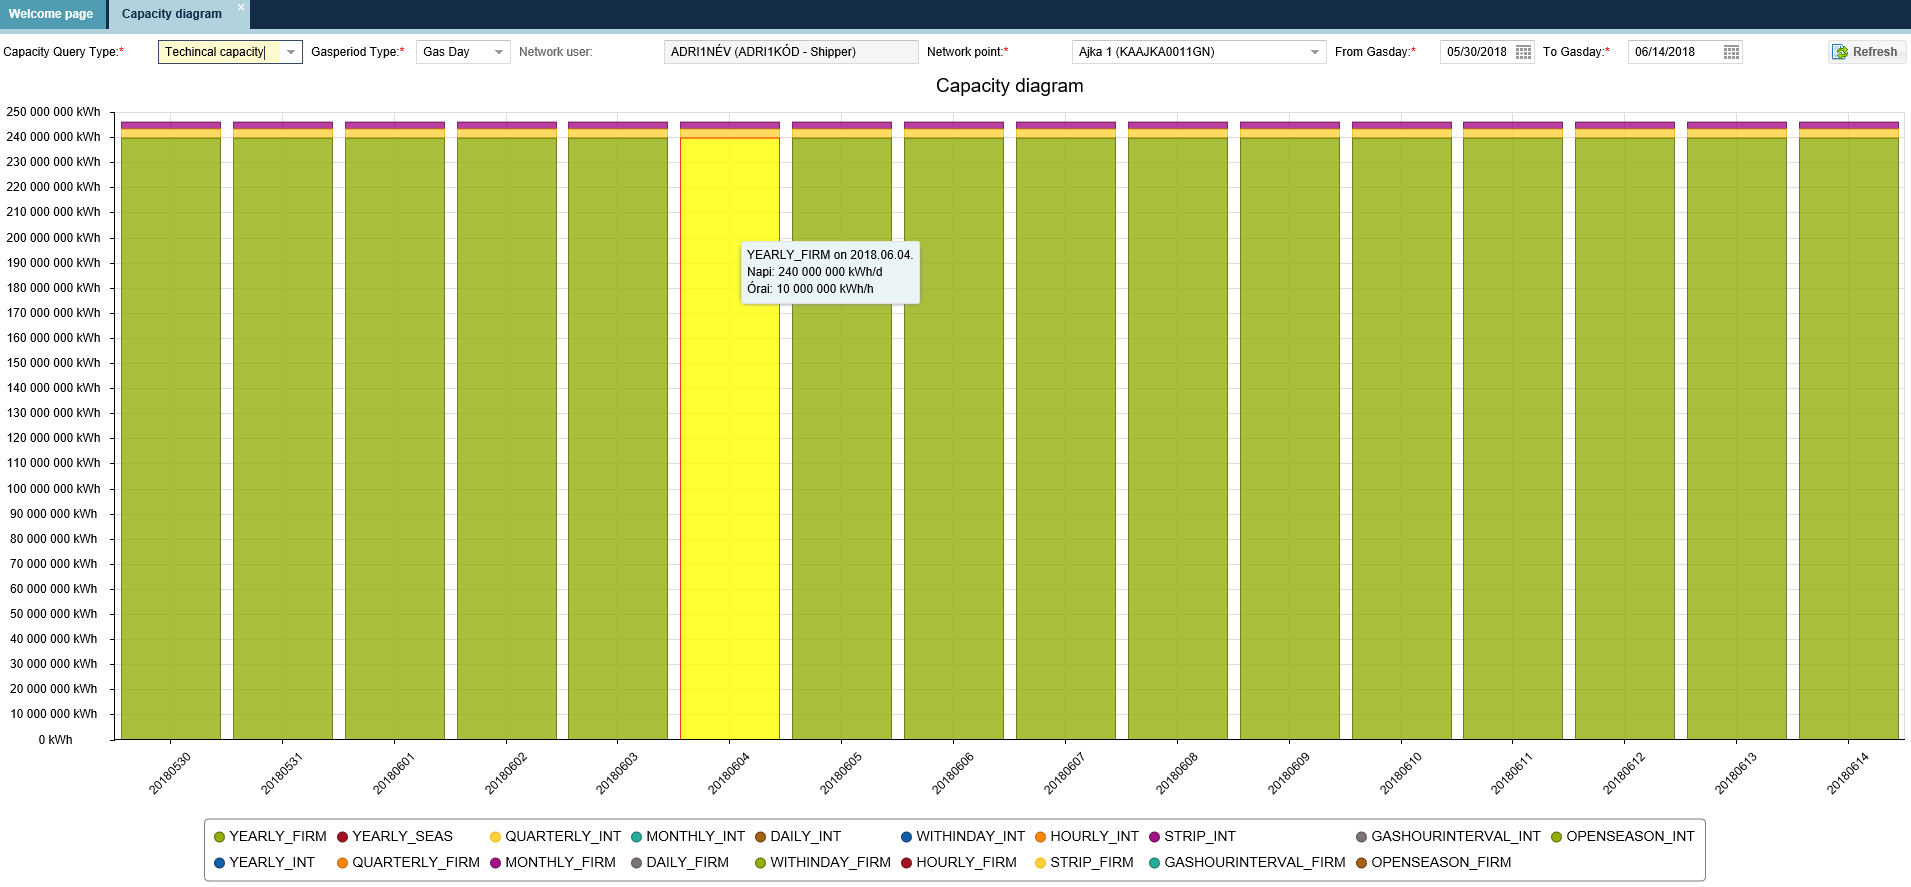 Welcome page
Capacity diagram
Capacity Query Type:* Techincal capacity Gasperiod Type:* Gas Day Network user: ADRI1NÉV (ADRI1KÓD - Shipper) Network point:* Ajka 1 (KAAJKA0011GN) From Gasday:* 05/30/2018 To Gasday:* 06/14/2018 Refresh
Capacity diagram
250 000 000 kWh
240 000 000 kWh
230 000 000 kWh
220 000 000 kWh
210 000 000 kWh
200 000 000 kWh
190 000 000 kWh
180 000 000 kWh
170 000 000 kWh
160 000 000 kWh
150 000 000 kWh
140 000 000 kWh
130 000 000 kWh
120 000 000 kWh
110 000 000 kWh
100 000 000 kWh
90 000 000 kWh
80 000 000 kWh
70 000 000 kWh
60 000 000 kWh
50 000 000 kWh
40 000 000 kWh
30 000 000 kWh
20 000 000 kWh
10 000 000 kWh
0 kWh
YEARLY_FIRM on 2018.06.04.
Napi: 240 000 000 kWh/d
Órai: 10 000 000 kWh/h
20180530
20180531
20180601
20180602
20180603
20180604
20180605
20180606
20180607
20180608
20180609
20180610
20180611
20180612
20180613
20180614
YEARLY_FIRM YEARLY_SEAS QUARTERLY_INT MONTHLY_INT DAILY_INT WITHINDAY_INT HOURLY_INT STRIP_INT GASHOURINTERVAL_INT OPENSEASON_INT
YEARLY_INT QUARTERLY_FIRM MONTHLY_FIRM DAILY_FIRM WITHINDAY_FIRM HOURLY_FIRM STRIP_FIRM GASHOURINTERVAL_FIRM OPENSEASON_FIRM